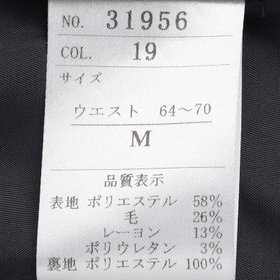 NO. 31956
COL. 19
サイズ
ウエスト 64～70
M
品質表示
表地 ポリエステル 58%
毛 26%
レーヨン 13%
ポリウレタン 3%
裏地 ポリエステル 100%